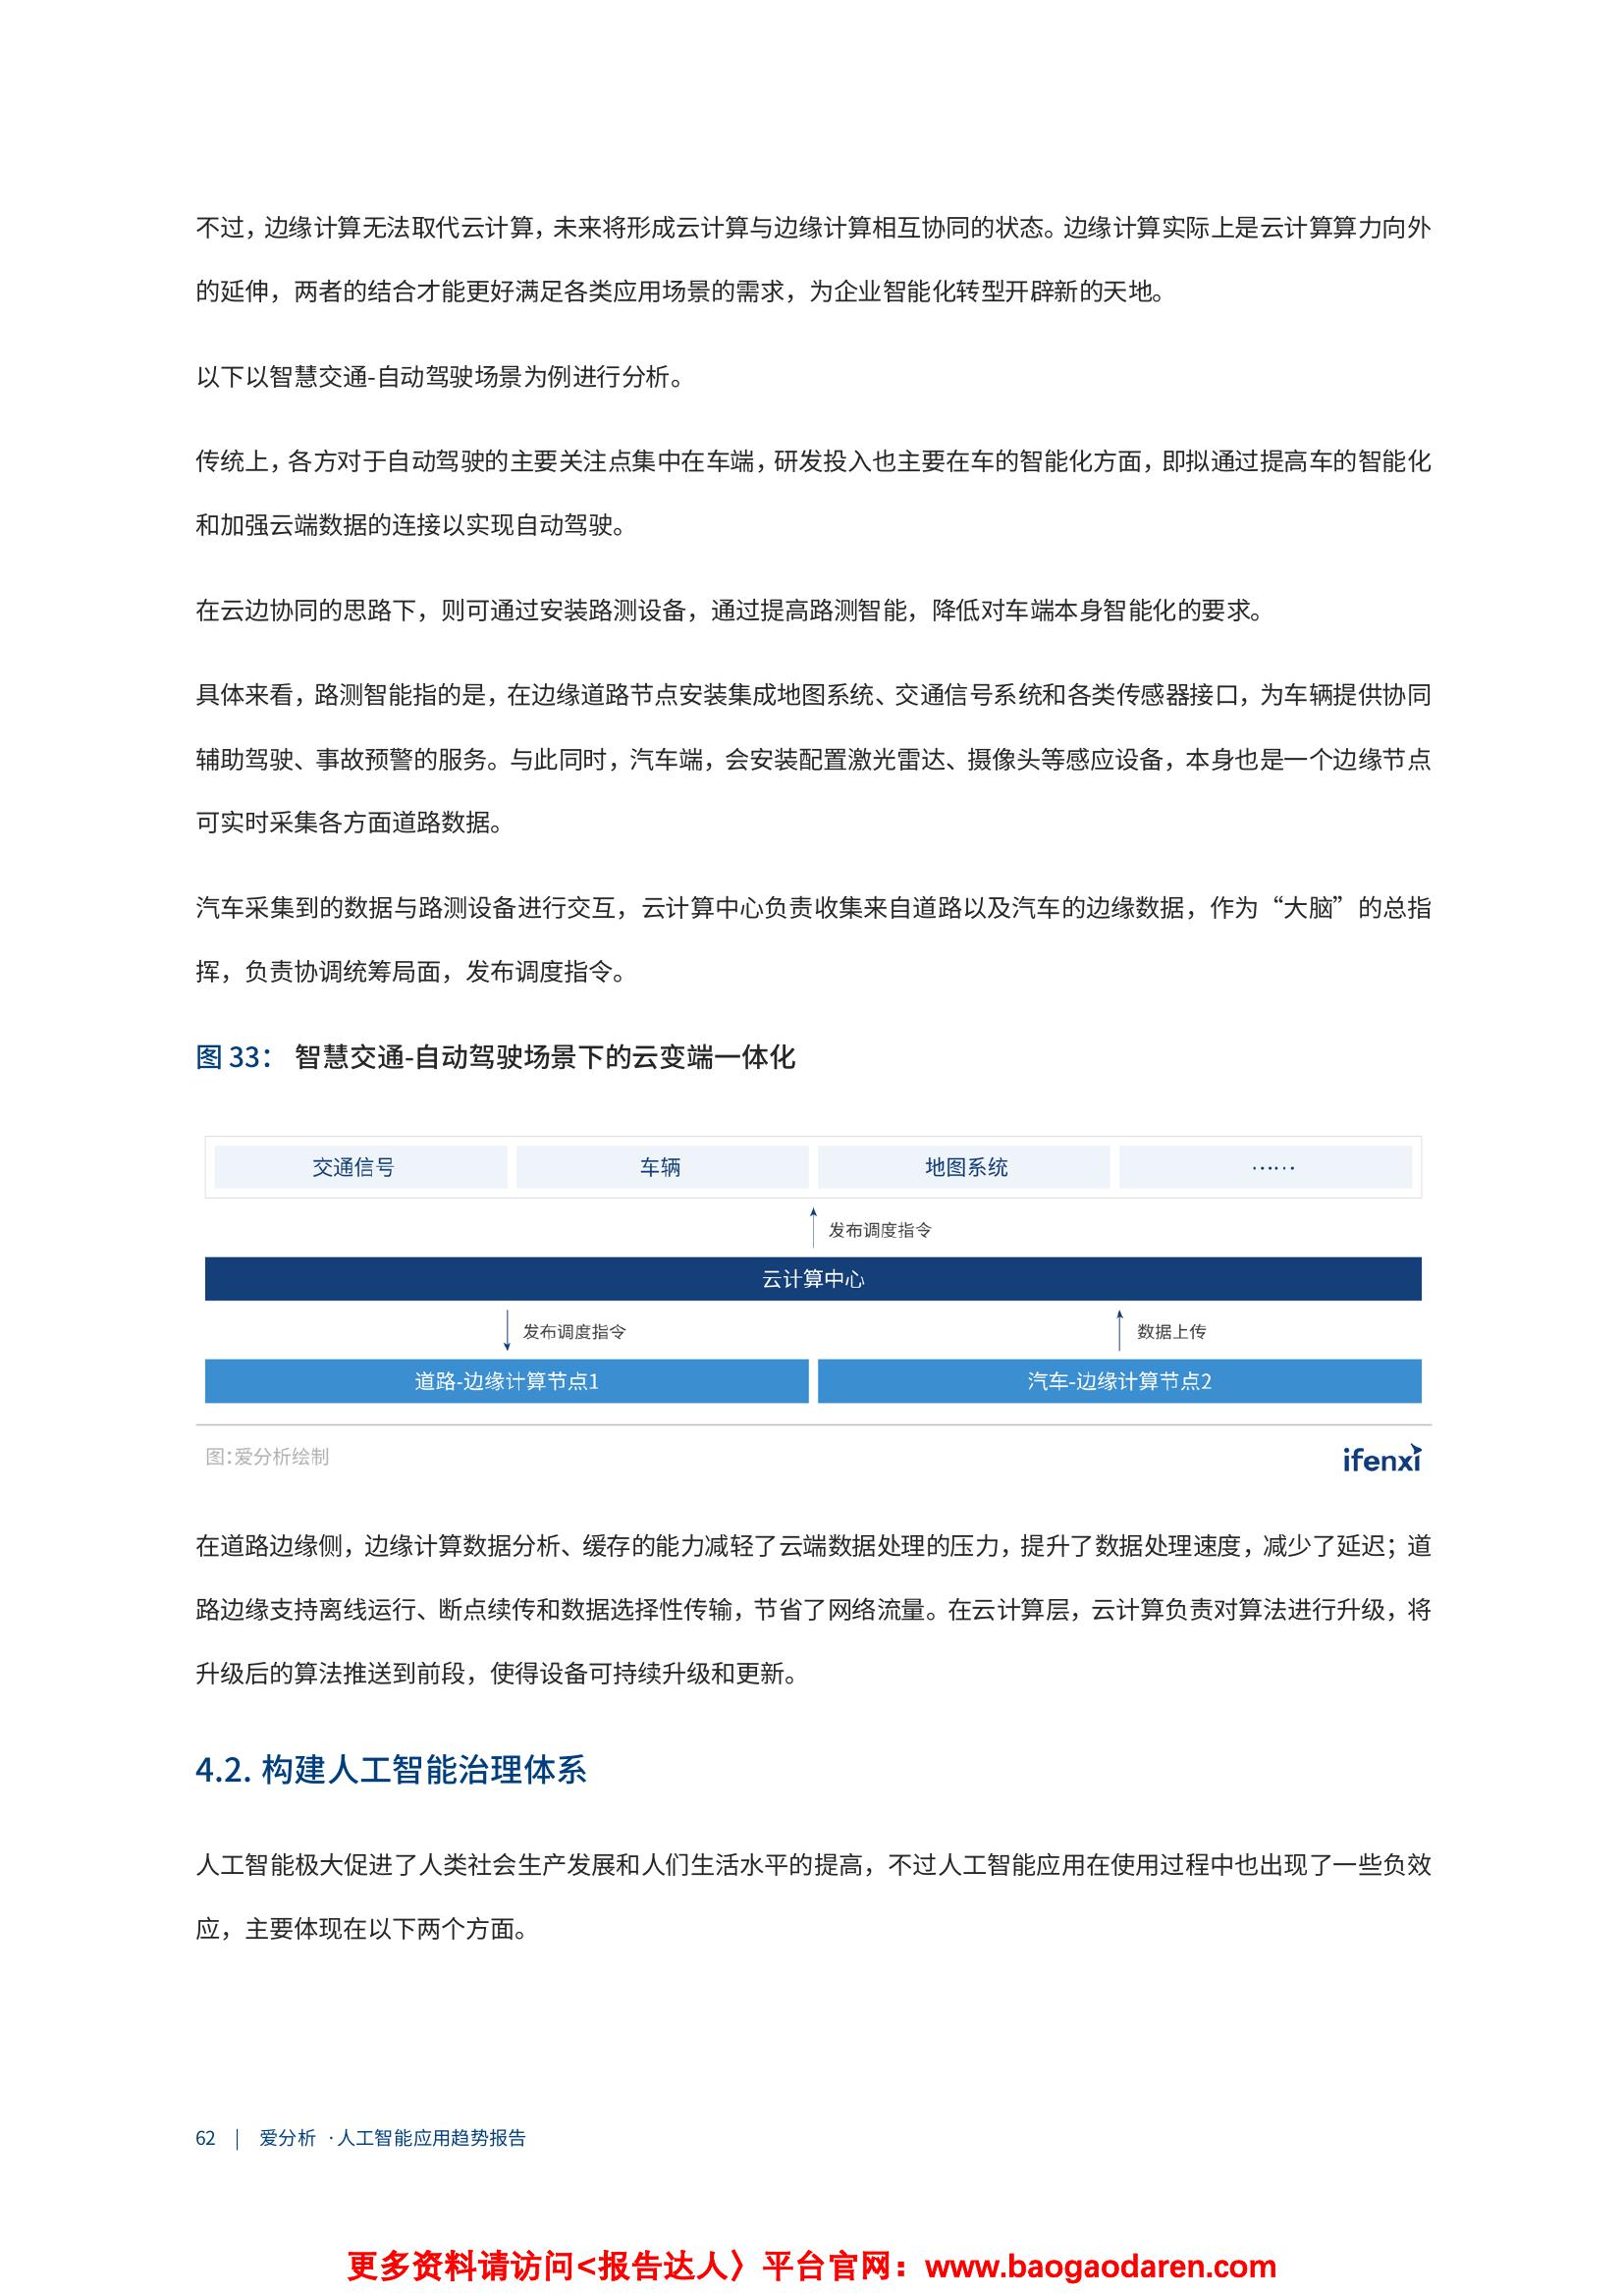 不过，边缘计算无法取代云计算，未来将形成云计算与边缘计算相互协同的状态。边缘计算实际上是云计算算力向外
的延伸，两者的结合才能更好满足各类应用场景的需求，为企业智能化转型开辟新的天地。
以下以智慧交通-自动驾驶场景为例进行分析。
传统上，各方对于自动驾驶的主要关注点集中在车端，研发投入也主要在车的智能化方面，即拟通过提高车的智能化
和加强云端数据的连接以实现自动驾驶。
在云边协同的思路下，则可通过安装路测设备，通过提高路测智能，降低对车端本身智能化的要求。
具体来看，路测智能指的是，在边缘道路节点安装集成地图系统、交通信号系统和各类传感器接口，为车辆提供协同
辅助驾驶、事故预警的服务。与此同时，汽车端，会安装配置激光雷达、摄像头等感应设备，本身也是一个边缘节点
可实时采集各方面道路数据。
汽车采集到的数据与路测设备进行交互，云计算中心负责收集来自道路以及汽车的边缘数据，作为“大脑”的总指
挥，负责协调统筹局面，发布调度指令。
图 33： 智慧交通-自动驾驶场景下的云变端一体化
交通信号 车辆 地图系统 ……
发布调度指令
云计算中心
发布调度指令 数据上传
道路-边缘计算节点1 汽车-边缘计算节点2
图：爱分析绘制 ifenxi
在道路边缘侧，边缘计算数据分析、缓存的能力减轻了云端数据处理的压力，提升了数据处理速度，减少了延迟；道
路边缘支持离线运行、断点续传和数据选择性传输，节省了网络流量。在云计算层，云计算负责对算法进行升级，将
升级后的算法推送到前段，使得设备可持续升级和更新。
4.2. 构建人工智能治理体系
人工智能极大促进了人类社会生产发展和人们生活水平的提高，不过人工智能应用在使用过程中也出现了一些负效
应，主要体现在以下两个方面。
62 | 爱分析 ·人工智能应用趋势报告
更多资料请访问<报告达人〉平台官网：www.baogaodaren.com